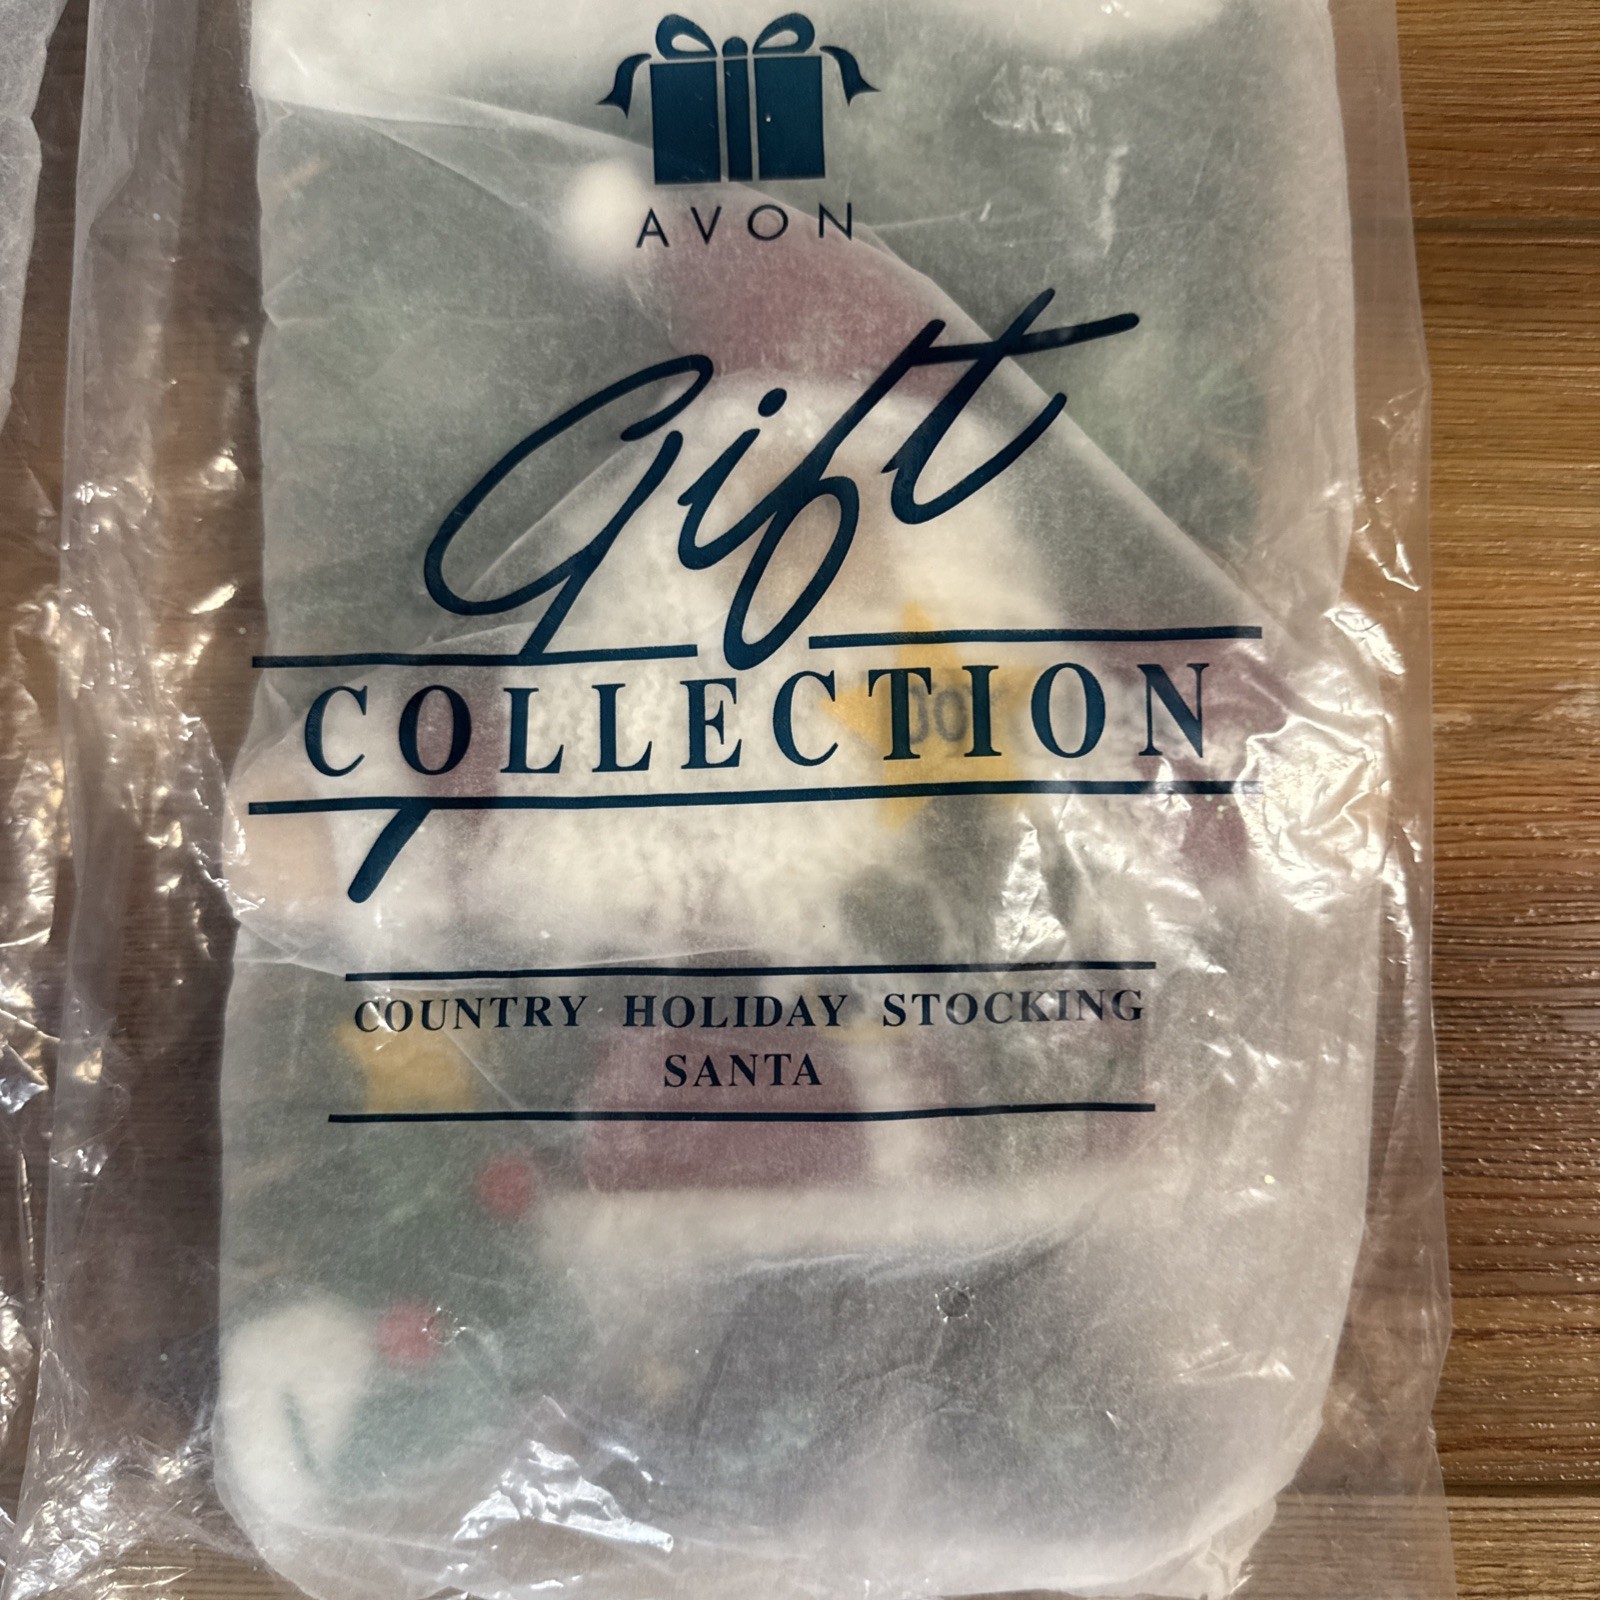 AVON
Gift
COLLECTION
COUNTRY HOLIDAY STOCKING
SANTA